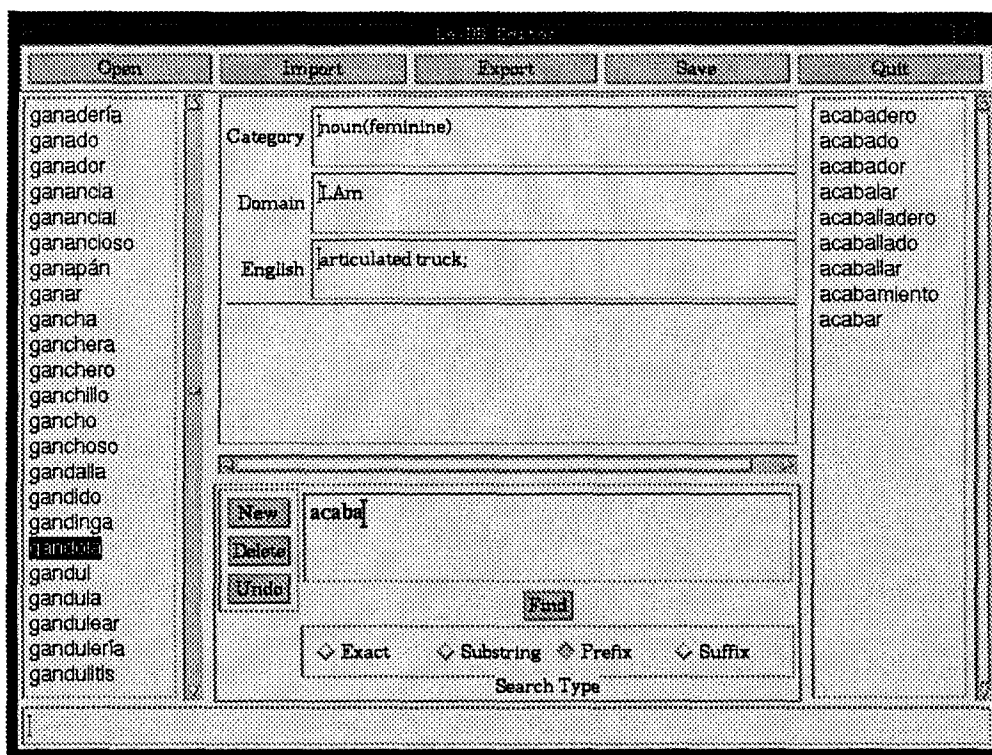 Open Import Export Save Quit
ganadería
ganado
ganador
ganancia
ganancial
ganancioso
ganapán
ganar
gancha
ganchera
ganchero
ganchillo
gancho
ganchoso
gandalla
gandido
gandinga
gandola
gandul
gandula
gandulear
gandulería
gandulitis
Category noun(feminine)
Domain LAm
English articulated truck;
New
Delete
Undo
acaba
Find
Exact Substring Prefix Suffix
Search Type
acabadero
acabado
acabador
acabalar
acaballadero
acaballado
acaballar
acabamiento
acabar